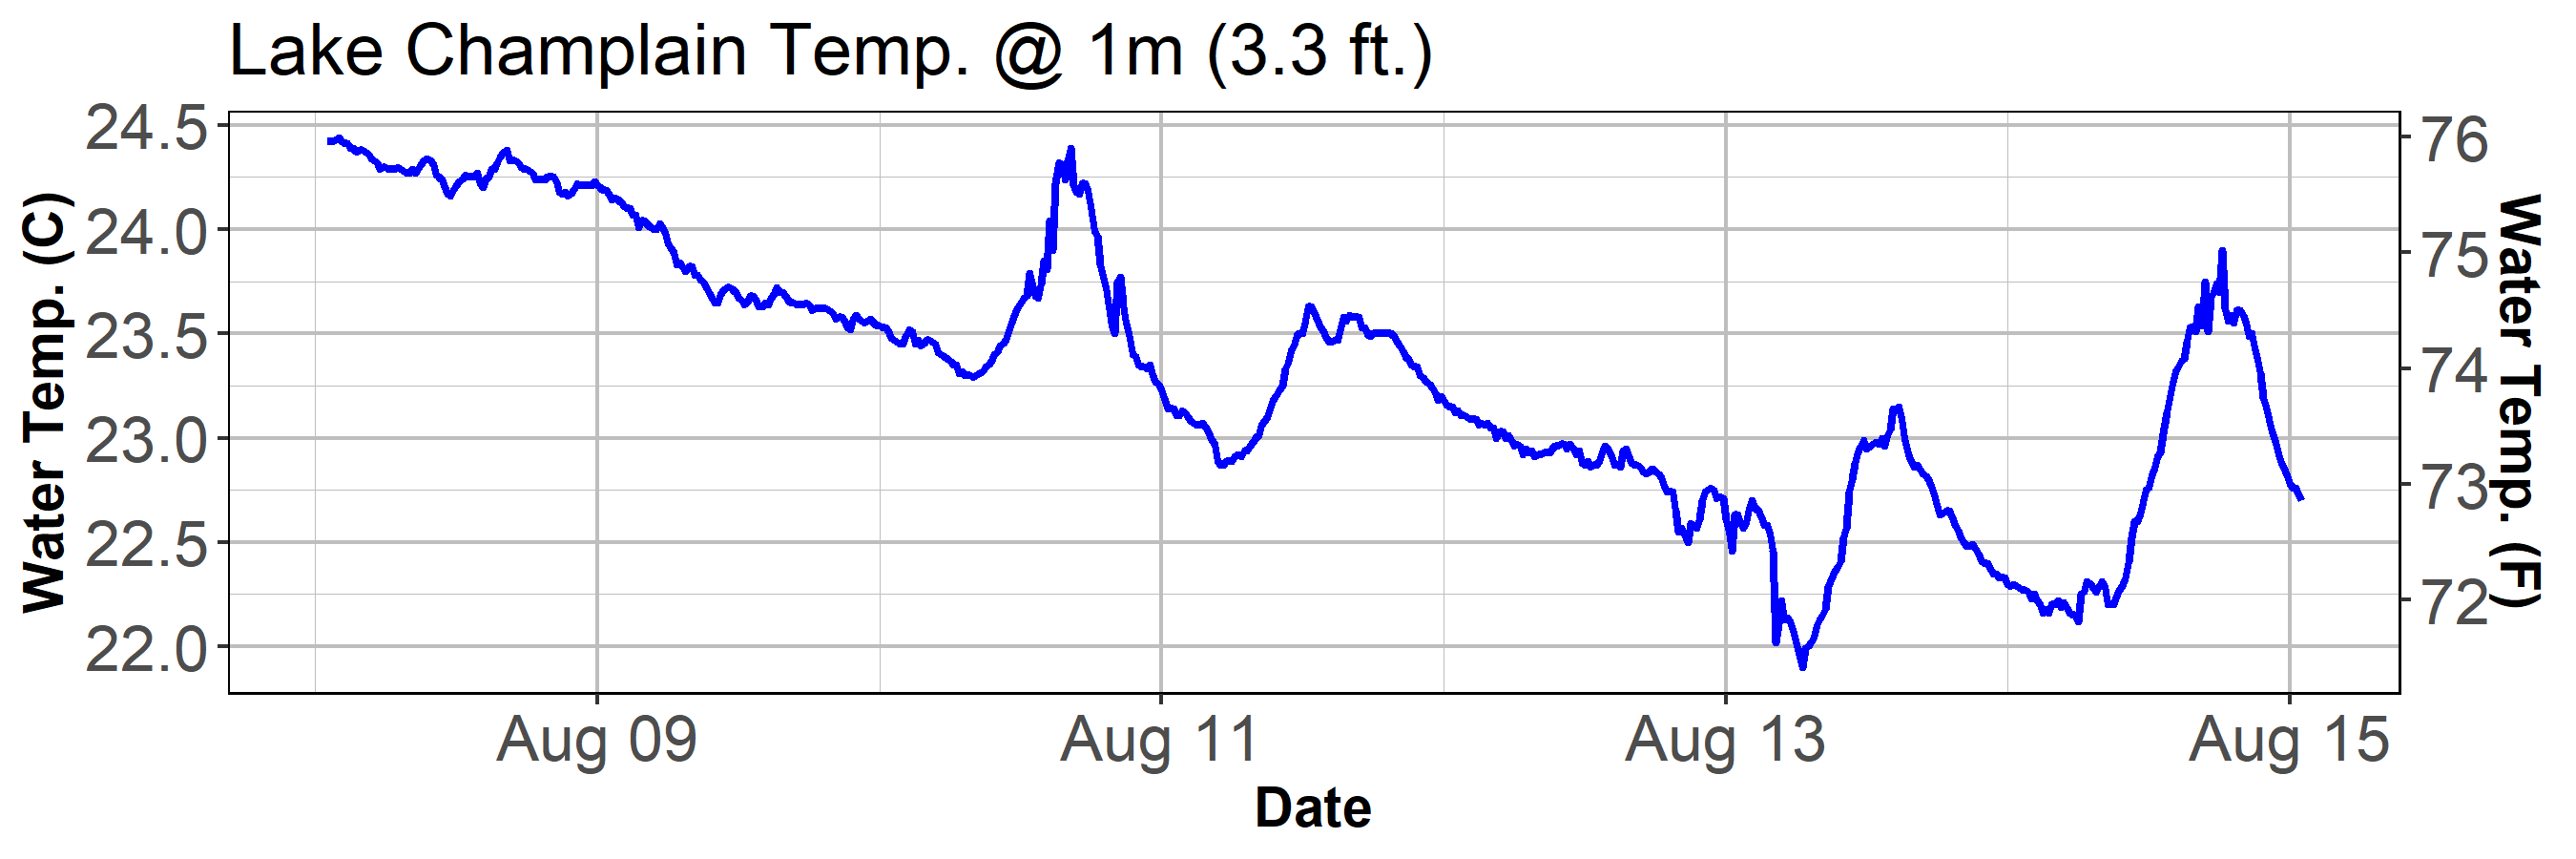 Lake Champlain Temp. @ 1m (3.3 ft.)
Water Temp. (C)
24.5
24.0
23.5
23.0
22.5
22.0
76
75
74
73
72
Water Temp. (F)
Aug 09
Aug 11
Aug 13
Aug 15
Date